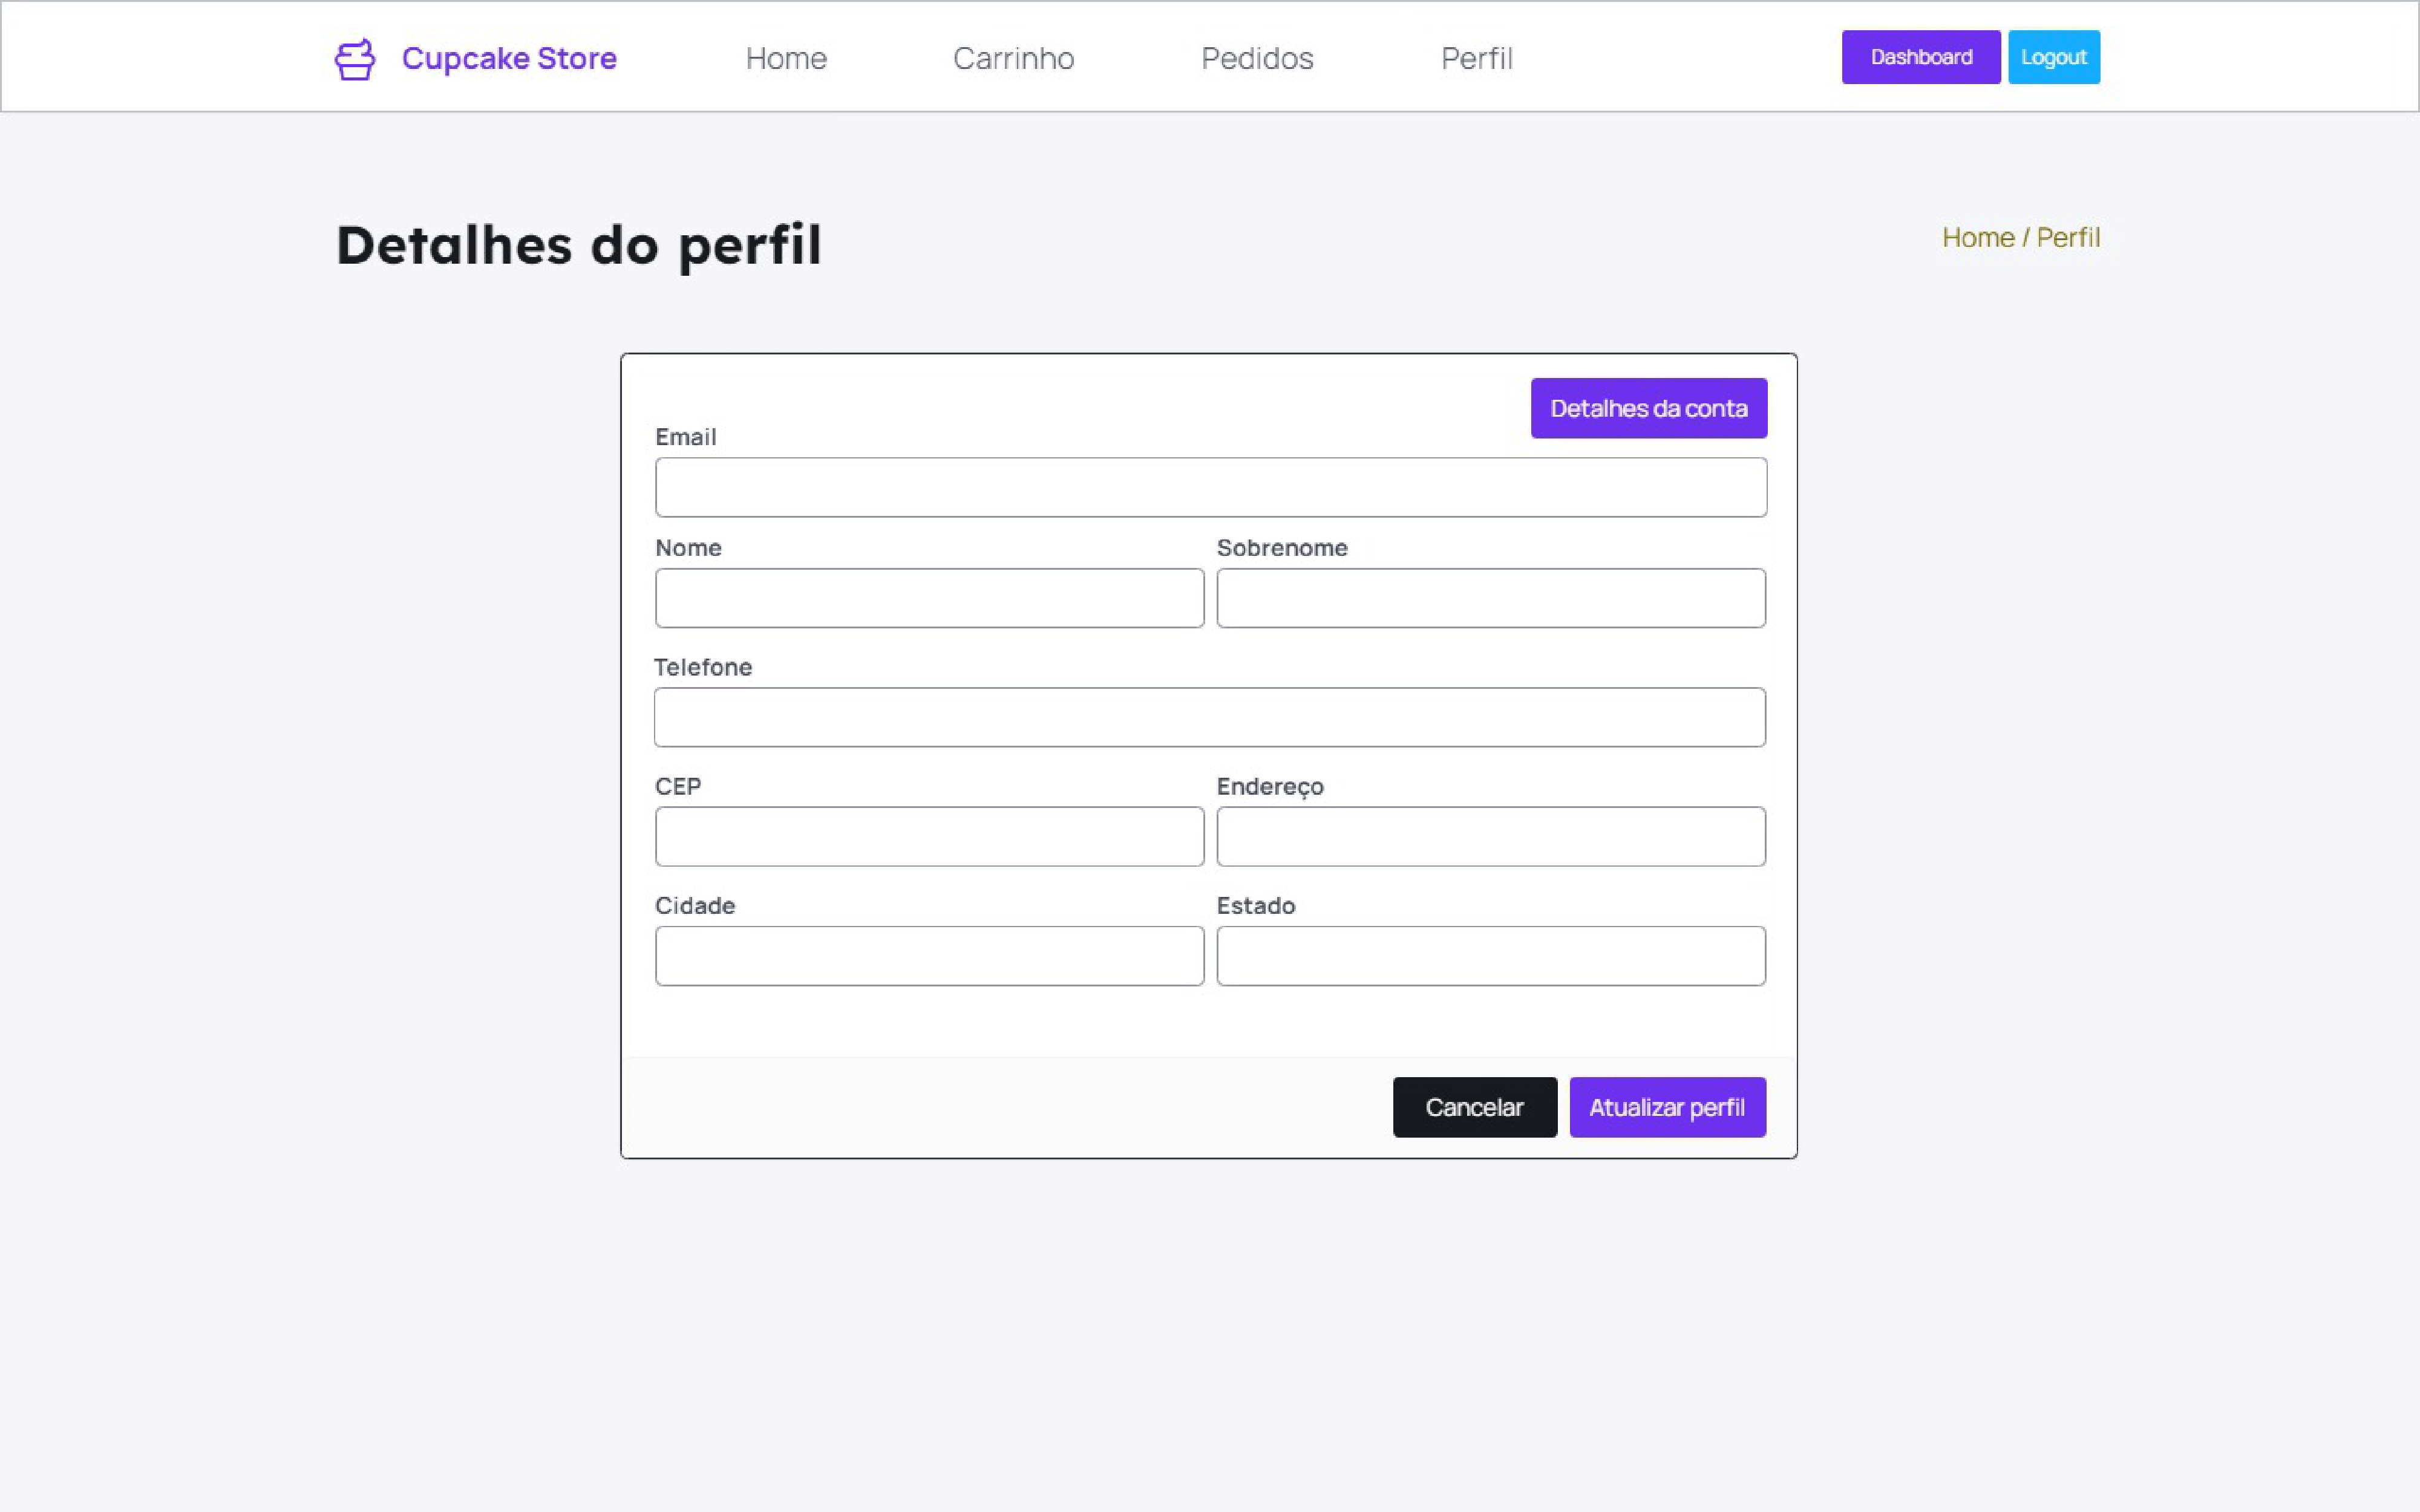 Cupcake Store Home Carrinho Pedidos Perfil Dashboard Logout
Detalhes do perfil
Home / Perfil
Detalhes da conta
Email
Nome Sobrenome
Telefone
CEP Endereço
Cidade Estado
Cancelar Atualizar perfil